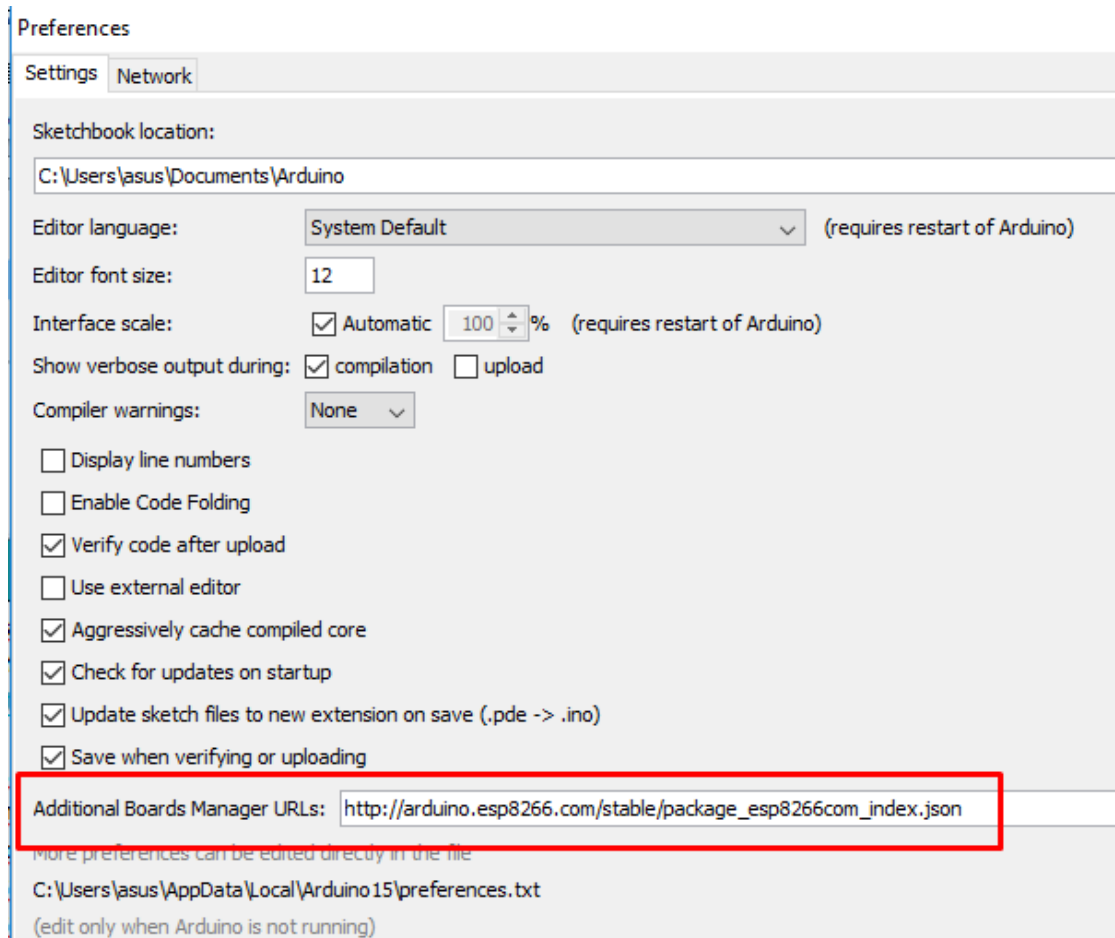 Preferences
Settings Network
Sketchbook location:
C:\Users\asus\Documents\Arduino
Editor language: System Default (requires restart of Arduino)
Editor font size: 12
Interface scale: Automatic 100 % (requires restart of Arduino)
Show verbose output during: compilation upload
Compiler warnings: None
Display line numbers
Enable Code Folding
Verify code after upload
Use external editor
Aggressively cache compiled core
Check for updates on startup
Update sketch files to new extension on save (.pde -> .ino)
Save when verifying or uploading
Additional Boards Manager URLs: http://arduino.esp8266.com/stable/package_esp8266com_index.json
More preferences can be edited directly in the file
C:\Users\asus\AppData\Local\Arduino15\preferences.txt
(edit only when Arduino is not running)